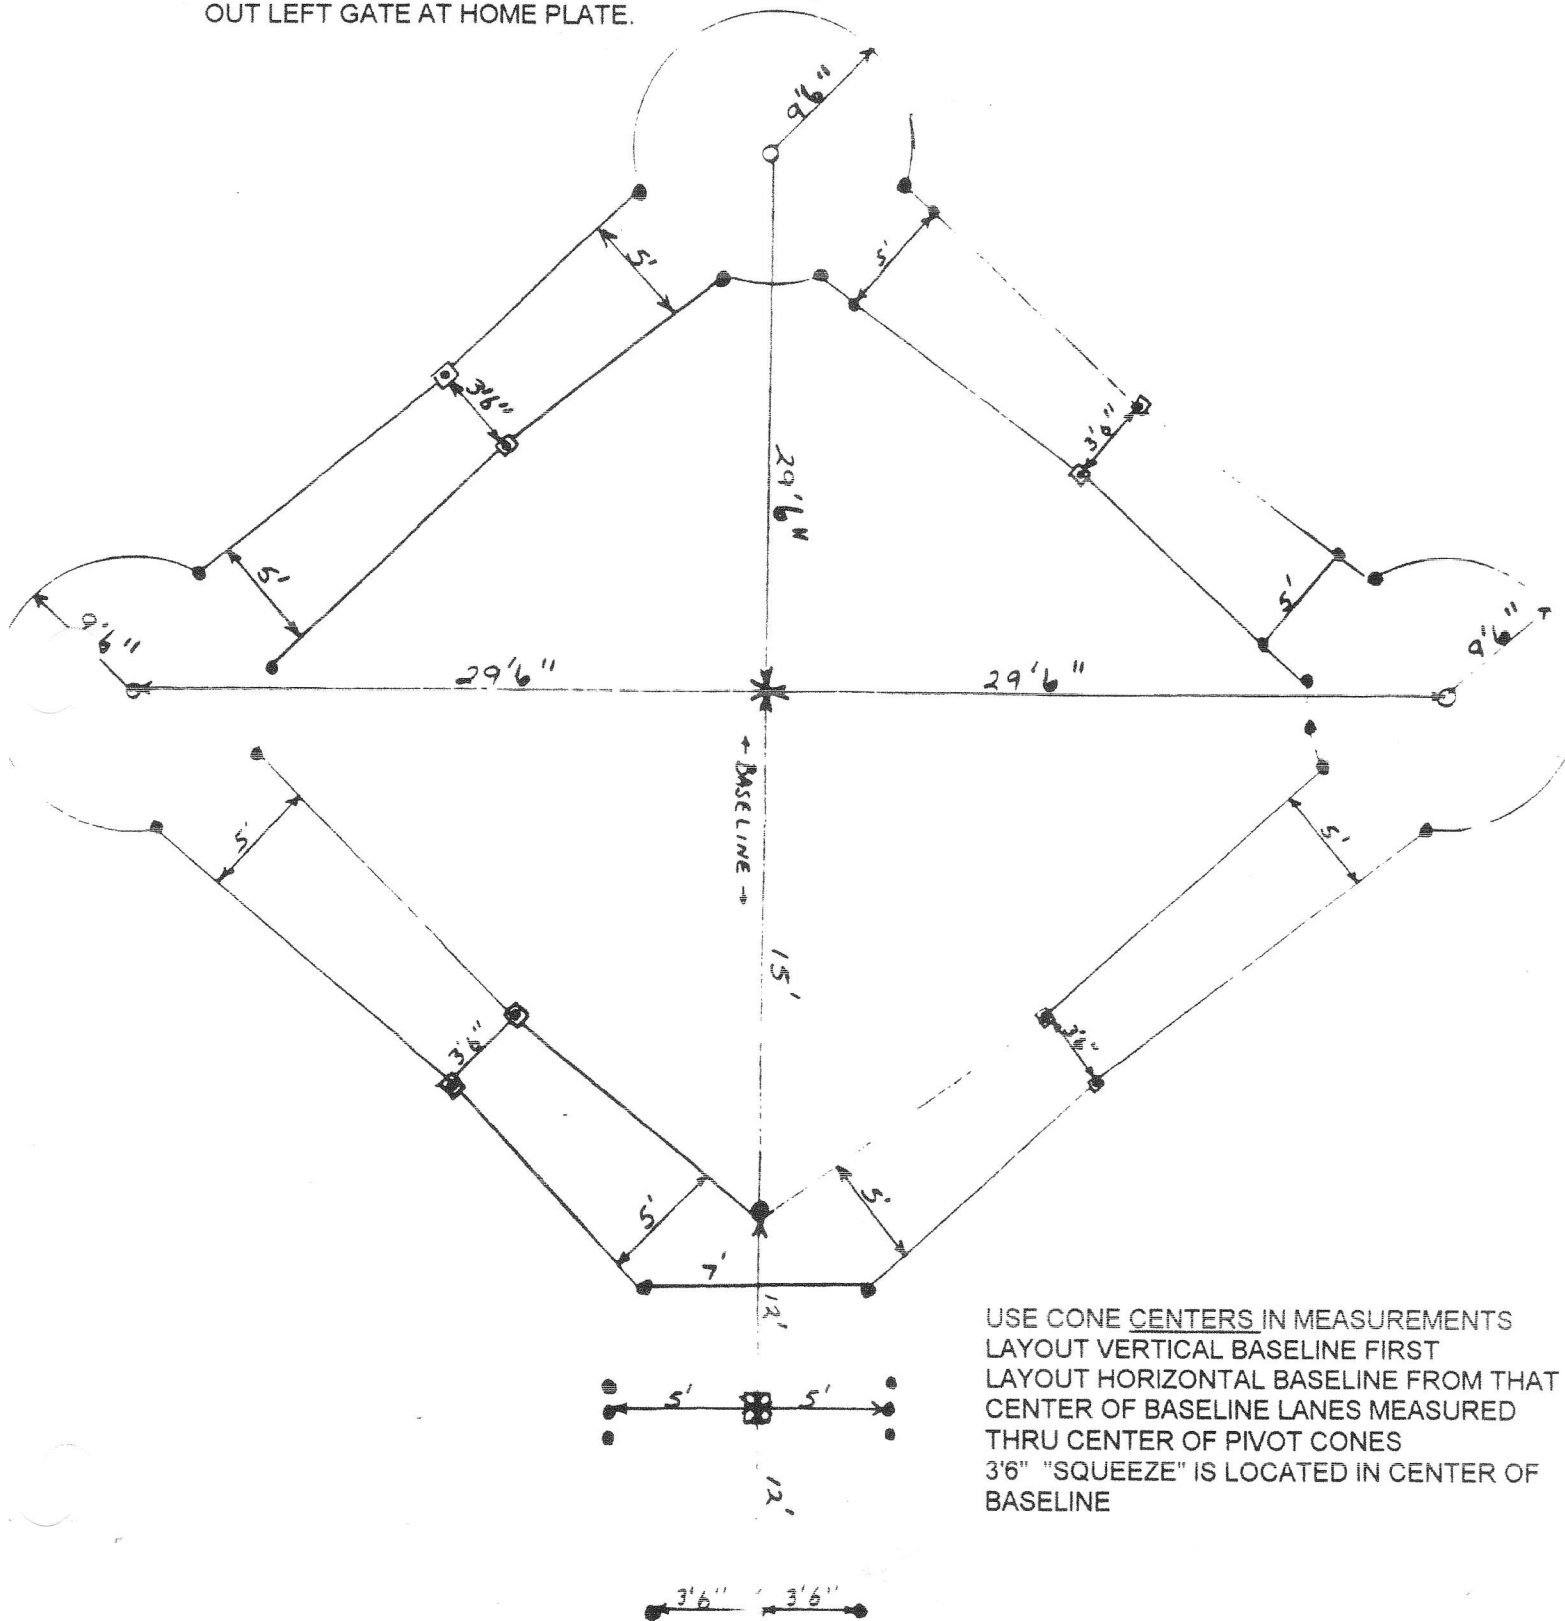 OUT LEFT GATE AT HOME PLATE.
9'6"
5'
5'
3'6"
3'6"
29'6"
5'
5'
9'6"
9'6"
29'6"
29'6"
← BASELINE →
5'
5'
15'
3'6"
3'6"
5'
5'
7'
12'
5'
5'
12'
3'6"
3'6"
USE CONE CENTERS IN MEASUREMENTS
LAYOUT VERTICAL BASELINE FIRST
LAYOUT HORIZONTAL BASELINE FROM THAT
CENTER OF BASELINE LANES MEASURED
THRU CENTER OF PIVOT CONES
3'6" "SQUEEZE" IS LOCATED IN CENTER OF
BASELINE